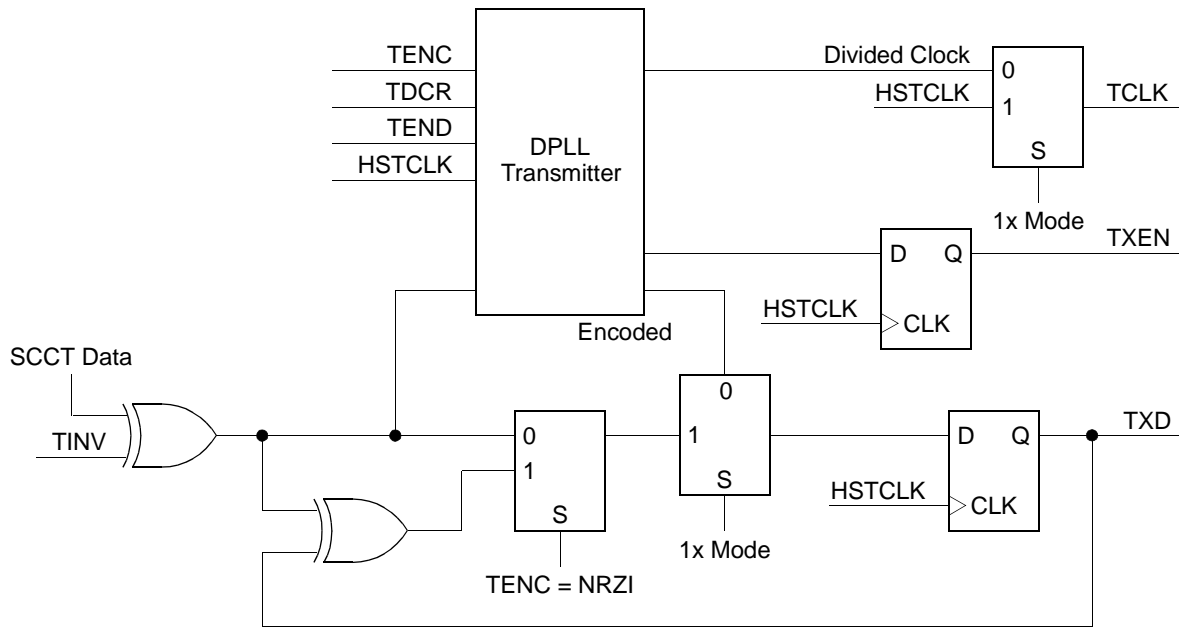 TENC
TDCR
TEND
HSTCLK
DPLL
Transmitter
Divided Clock
HSTCLK
0
1
S
TCLK
1x Mode
TXEN
D
Q
HSTCLK
CLK
Encoded
SCCT Data
TINV
0
1
S
TENC = NRZI
0
1
S
1x Mode
D
Q
HSTCLK
CLK
TXD